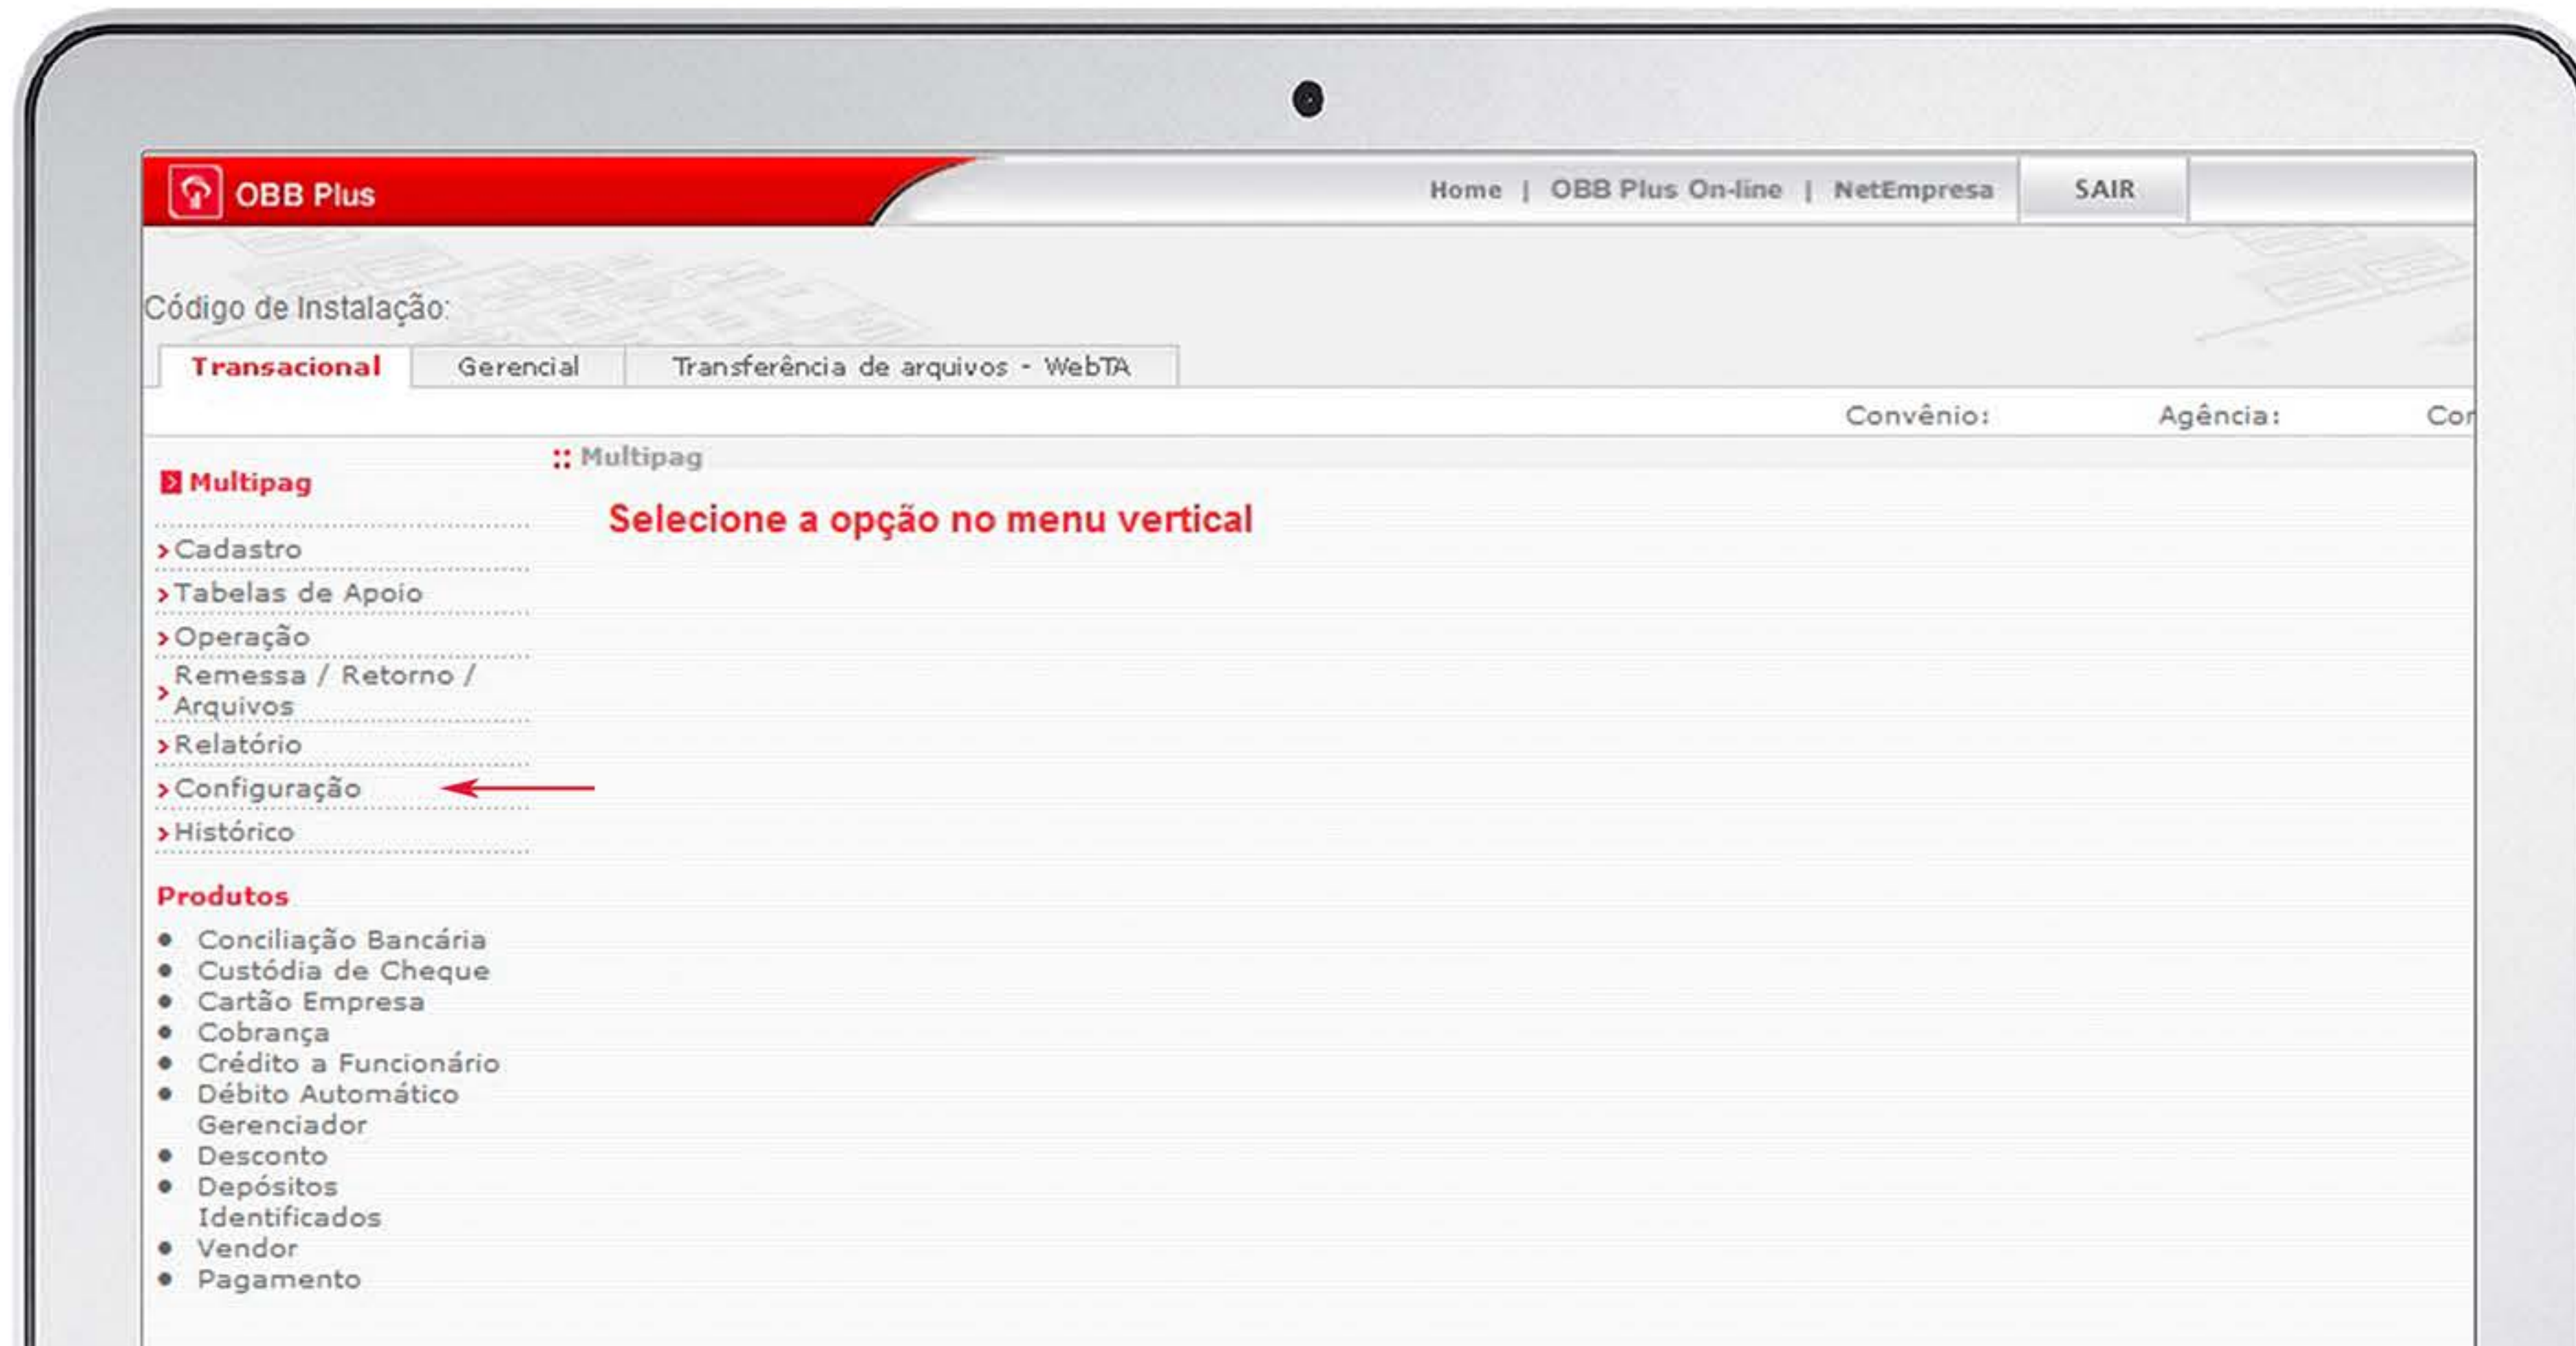 OBB Plus
Home | OBB Plus On-line | NetEmpresa
SAIR
Código de Instalação:
Transacional
Gerencial
Transferência de arquivos - WebTA
Convênio:
Agência:
Multipag
:: Multipag
Selecione a opção no menu vertical
Cadastro
Tabelas de Apoio
Operação
Remessa / Retorno /
Arquivos
Relatório
Configuração
Histórico
Produtos
Conciliação Bancária
Custódia de Cheque
Cartão Empresa
Cobrança
Crédito a Funcionário
Débito Automático
Gerenciador
Desconto
Depósitos
Identificados
Vendor
Pagamento